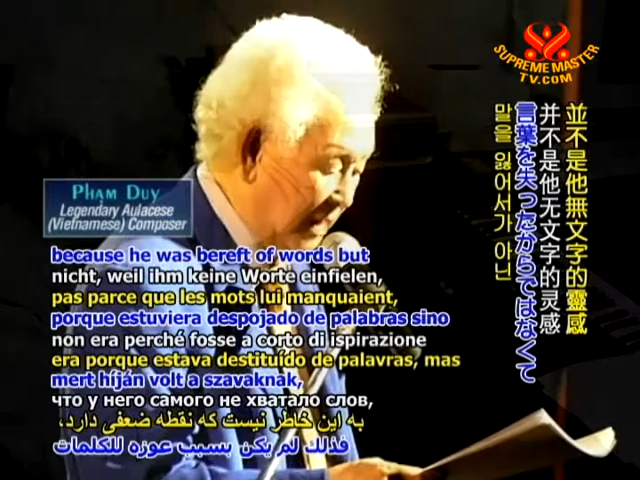 SUPREME MASTER
TV.COM
PHẠM DUY
Legendary Aulacese
(Vietnamese) Composer
because he was bereft of words but
nicht, weil ihm keine Worte einfielen,
pas parce que les mots lui manquaient,
porque estuviera despojado de palabras sino
non era perché fosse a corto di ispirazione
era porque estava destituído de palavras, mas
mert híján volt a szavaknak,
что у него самого не хватало слов,
به این خاطر نیست که نقطه ضعفی دارد،
فذلك لم يكن بسبب عوزه للكلمات
並不是他無文字的靈感
并不是他无文字的灵感
言葉を失ったからではなくて
말을 잃어서가 아닌